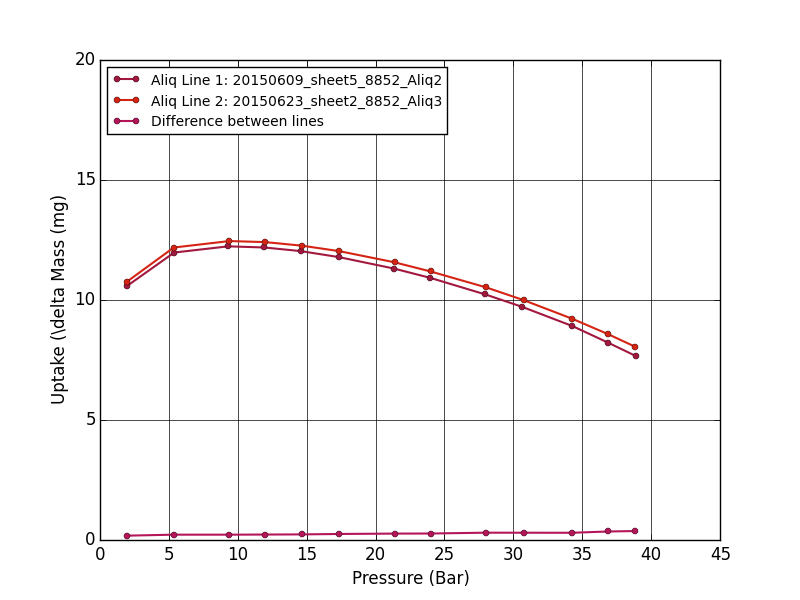 20
Aliq Line 1: 20150609_sheet5_8852_Aliq2
Aliq Line 2: 20150623_sheet2_8852_Aliq3
Difference between lines
15
10
5
0
Uptake (\delta Mass (mg)
0 5 10 15 20 25 30 35 40 45
Pressure (Bar)